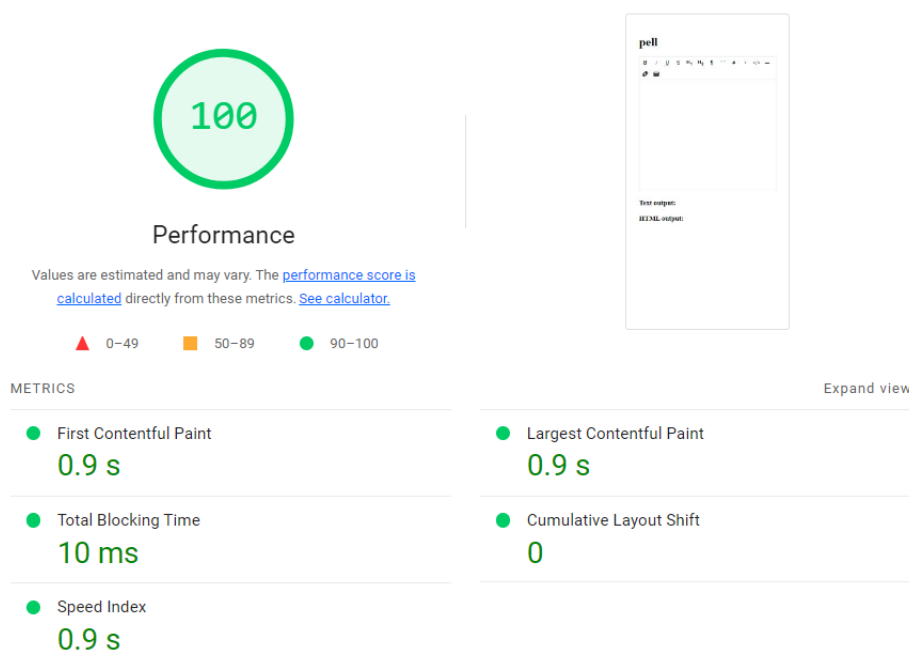 100
Performance
Values are estimated and may vary. The performance score is
calculated directly from these metrics. See calculator.
0–49
50–89
90–100
pell
B I U S H₁ H₂ ¶
</>
Text output:
HTML output:
METRICS
Expand view
First Contentful Paint
0.9 s
Largest Contentful Paint
0.9 s
Total Blocking Time
10 ms
Cumulative Layout Shift
0
Speed Index
0.9 s